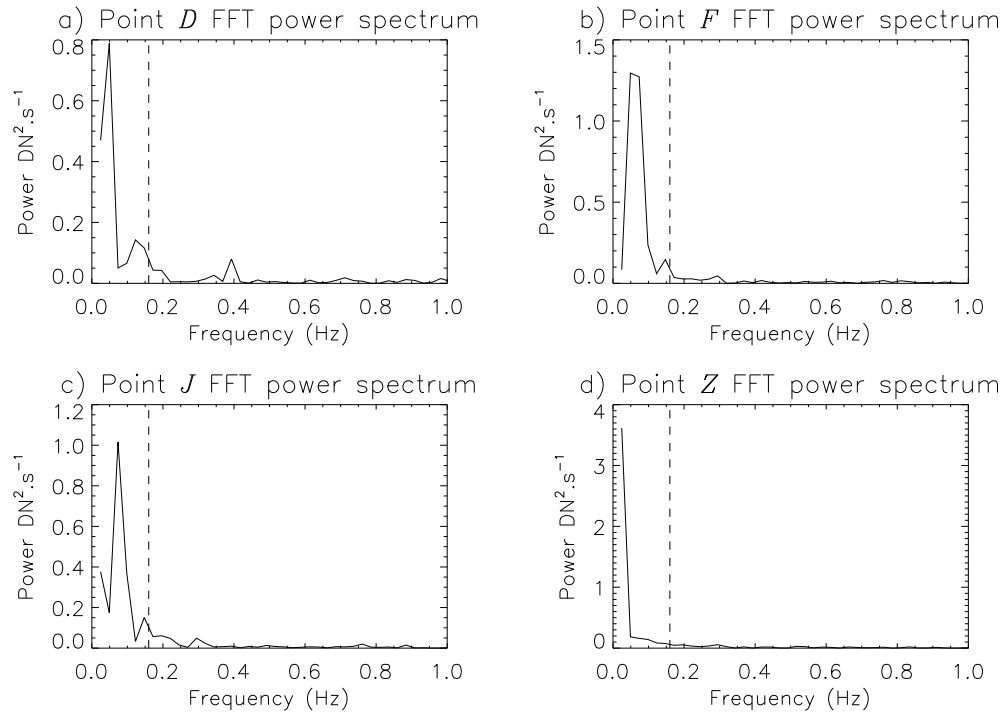 a) Point D FFT power spectrum
Power DN².s⁻¹
0.8
0.6
0.4
0.2
0.0
0.0 0.2 0.4 0.6 0.8 1.0
Frequency (Hz)
b) Point F FFT power spectrum
Power DN².s⁻¹
1.5
1.0
0.5
0.0
0.0 0.2 0.4 0.6 0.8 1.0
Frequency (Hz)
c) Point J FFT power spectrum
Power DN².s⁻¹
1.2
1.0
0.8
0.6
0.4
0.2
0.0
0.0 0.2 0.4 0.6 0.8 1.0
Frequency (Hz)
d) Point Z FFT power spectrum
Power DN².s⁻¹
4
3
2
1
0
0.0 0.2 0.4 0.6 0.8 1.0
Frequency (Hz)